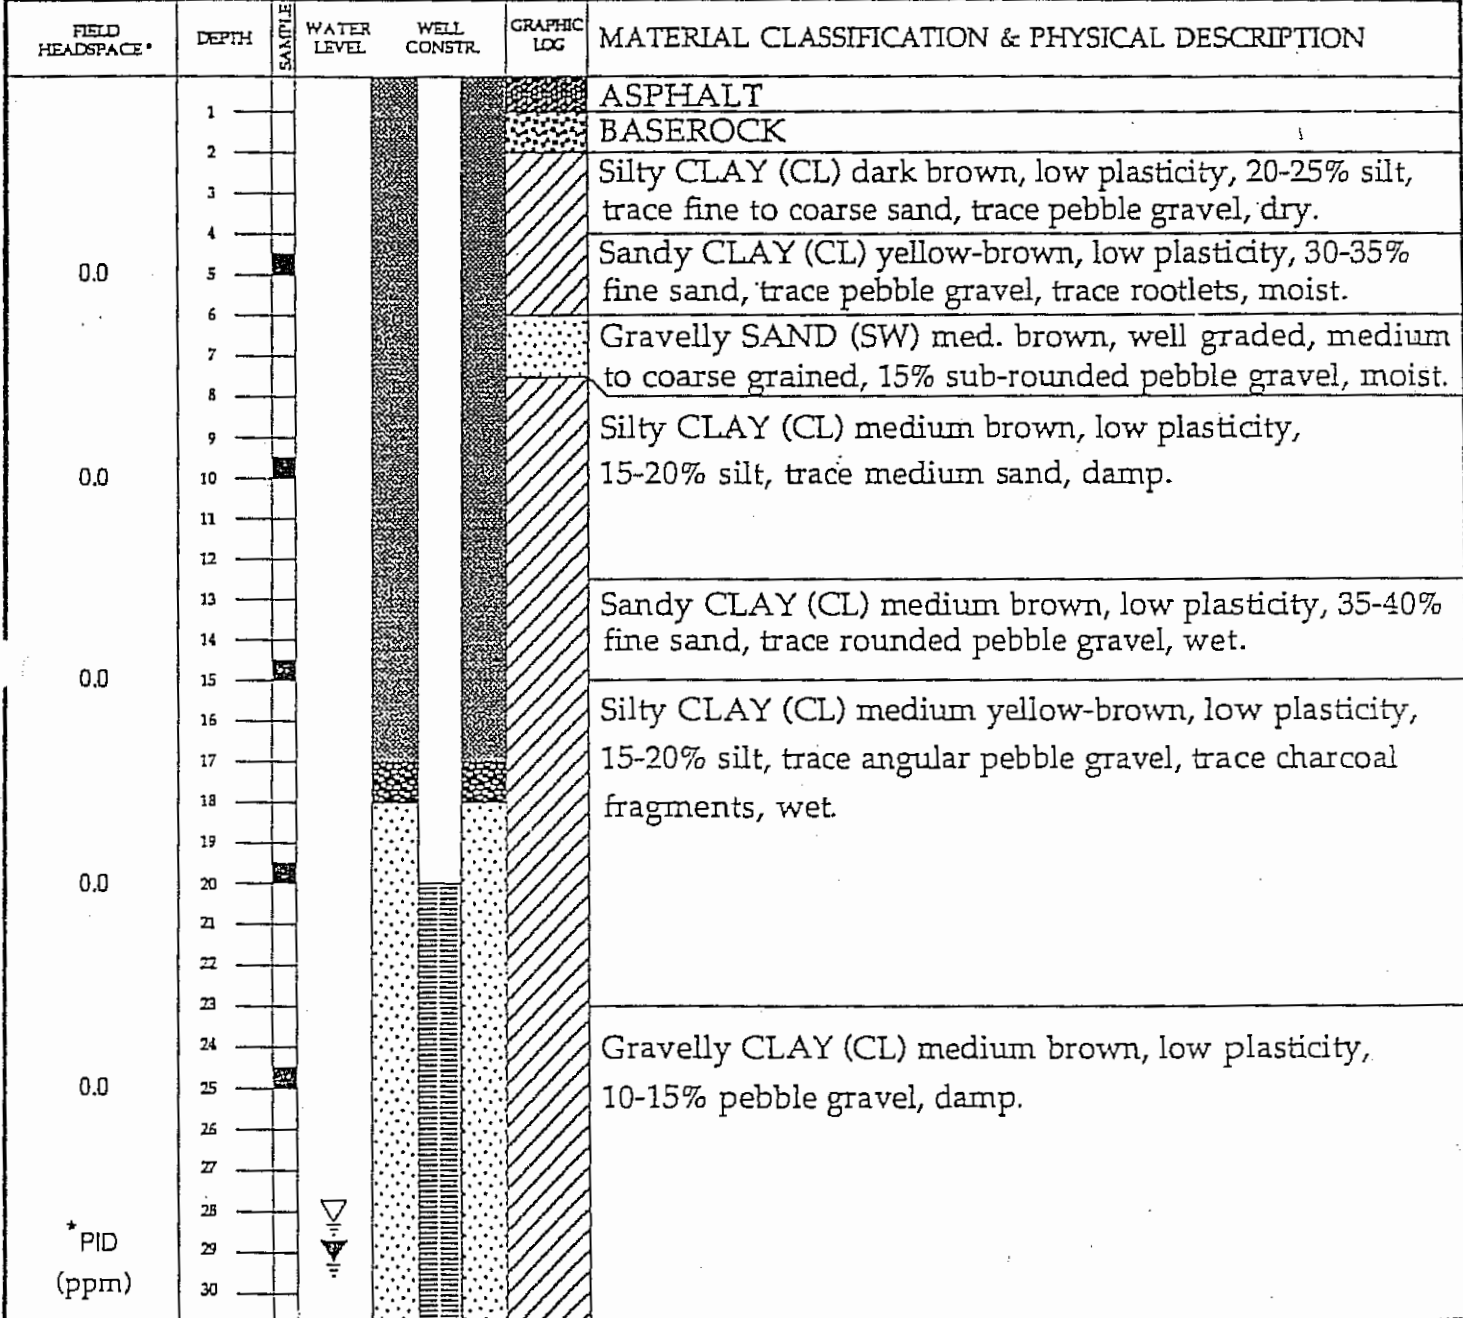 FIELD HEADSPACE*
DEPTH
SAMPLE
WATER LEVEL
WELL CONSTR.
GRAPHIC LOG
MATERIAL CLASSIFICATION & PHYSICAL DESCRIPTION
ASPHALT
1
BASEROCK
2
Silty CLAY (CL) dark brown, low plasticity, 20-25% silt,
3
trace fine to coarse sand, trace pebble gravel, dry.
4
Sandy CLAY (CL) yellow-brown, low plasticity, 30-35%
0.0
5
fine sand, trace pebble gravel, trace rootlets, moist.
6
Gravelly SAND (SW) med. brown, well graded, medium
7
to coarse grained, 15% sub-rounded pebble gravel, moist.
8
Silty CLAY (CL) medium brown, low plasticity,
9
0.0
10
15-20% silt, trace medium sand, damp.
11
12
13
Sandy CLAY (CL) medium brown, low plasticity, 35-40%
14
fine sand, trace rounded pebble gravel, wet.
0.0
15
Silty CLAY (CL) medium yellow-brown, low plasticity,
16
17
15-20% silt, trace angular pebble gravel, trace charcoal
18
fragments, wet.
19
0.0
20
21
22
23
24
Gravelly CLAY (CL) medium brown, low plasticity,
0.0
25
10-15% pebble gravel, damp.
26
27
28
*PID
29
(ppm)
30